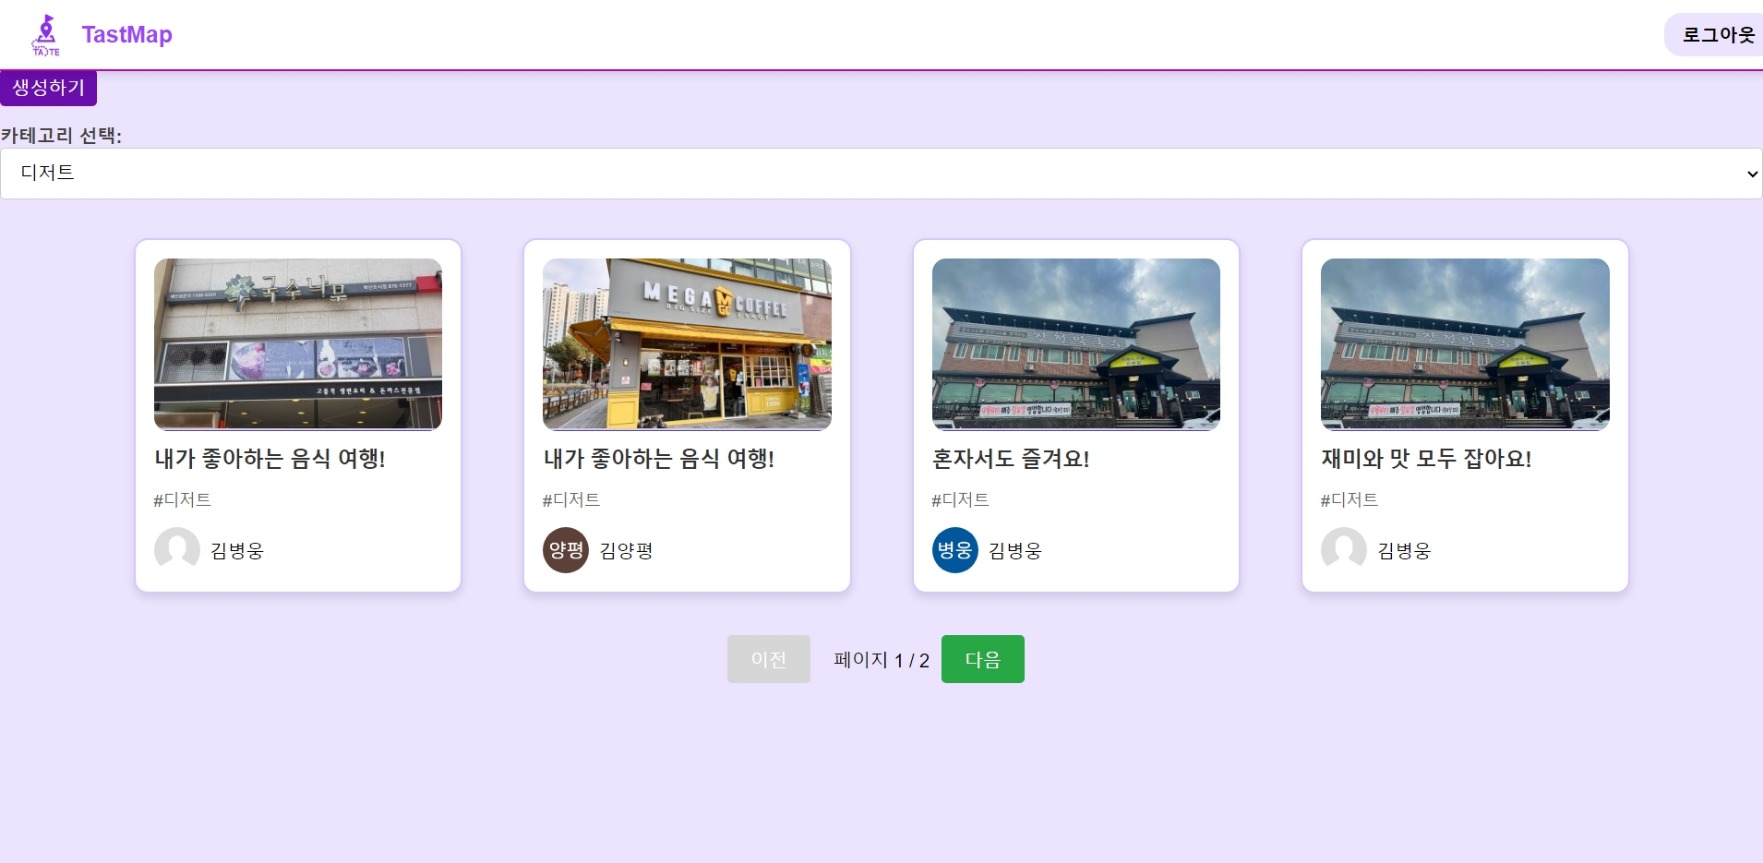 TastMap
로그아웃
생성하기
카테고리 선택:
디저트
국수나무
MEGA MGC COFFEE
내가 좋아하는 음식 여행!
내가 좋아하는 음식 여행!
혼자서도 즐겨요!
재미와 맛 모두 잡아요!
#디저트
#디저트
#디저트
#디저트
김병웅
양평 김양평
병웅 김병웅
김병웅
이전
페이지 1 / 2
다음